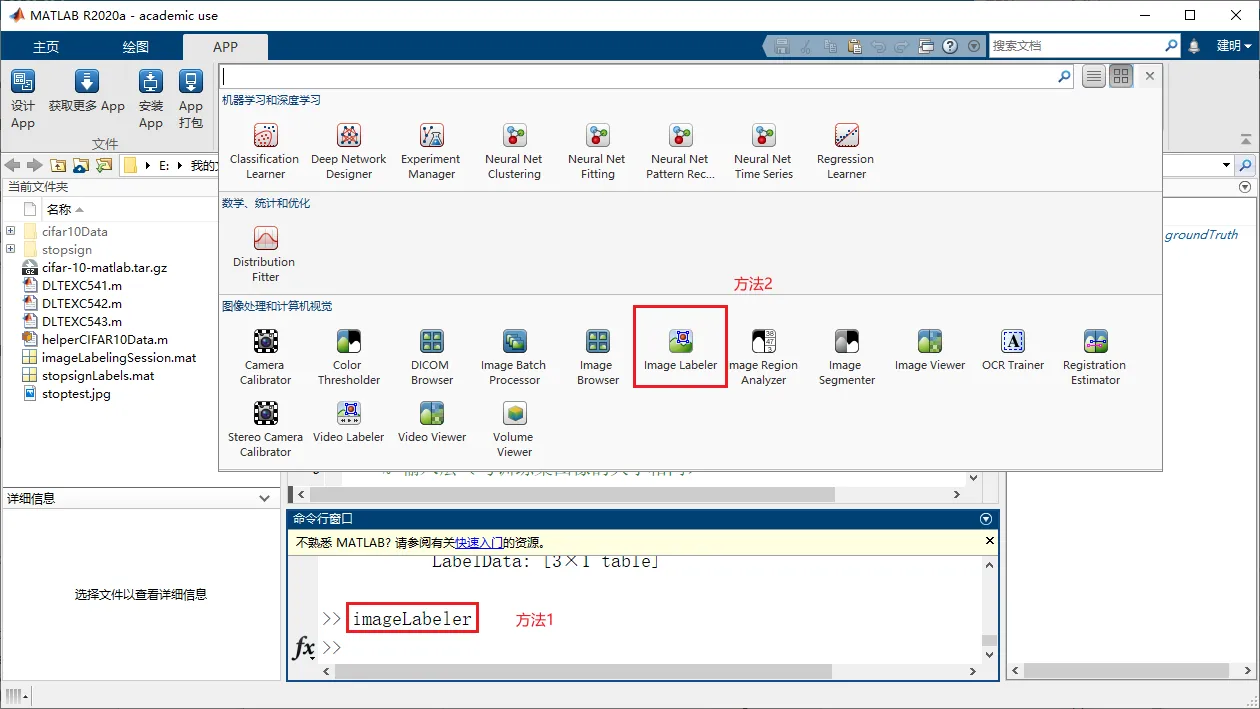 MATLAB R2020a - academic use
主页 绘图 APP
搜索文档
建明
设计 App
获取更多 App
安装 App
App 打包
文件
机器学习和深度学习
Classification Learner
Deep Network Designer
Experiment Manager
Neural Net Clustering
Neural Net Fitting
Neural Net Pattern Rec...
Neural Net Time Series
Regression Learner
数学、统计和优化
Distribution Fitter
方法2
图像处理和计算机视觉
Camera Calibrator
Color Thresholder
DICOM Browser
Image Batch Processor
Image Browser
Image Labeler
mage Region Analyzer
Image Segmenter
Image Viewer
OCR Trainer
Registration Estimator
Stereo Camera Calibrator
Video Labeler
Video Viewer
Volume Viewer
E:
我的
当前文件夹
名称
cifar10Data
stopsign
cifar-10-matlab.tar.gz
DLTEXC541.m
DLTEXC542.m
DLTEXC543.m
helperCIFAR10Data.m
imageLabelingSession.mat
stopsignLabels.mat
stoptest.jpg
groundTruth
详细信息
选择文件以查看详细信息
命令行窗口
不熟悉 MATLAB? 请参阅有关快速入门的资源。
LabelData: [3×1 table]
>> imageLabeler
方法1
fx >>